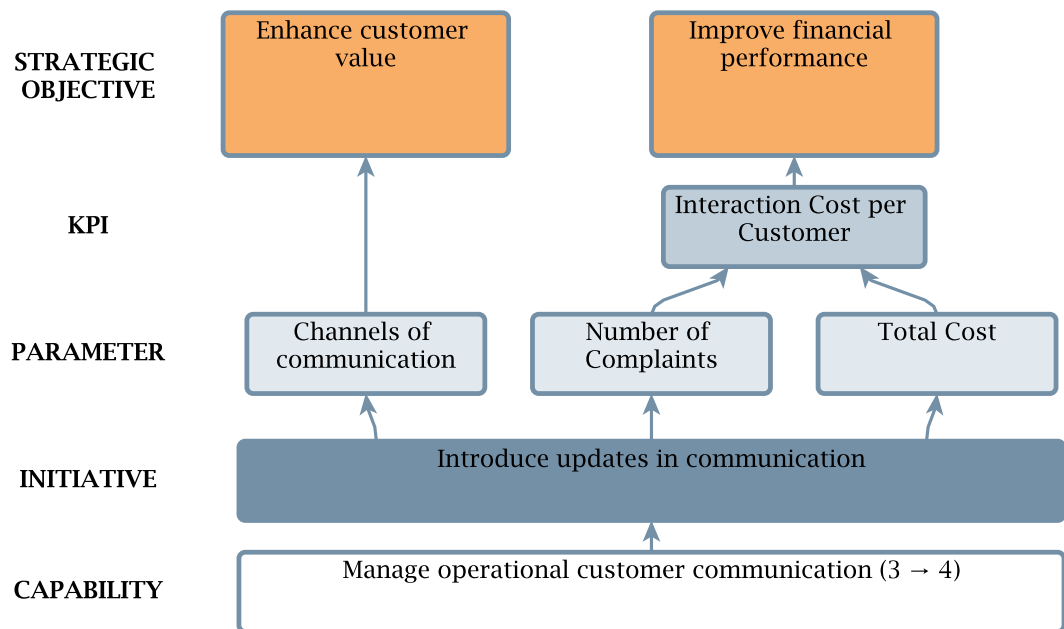 STRATEGIC
OBJECTIVE
Enhance customer
value
Improve financial
performance
KPI
Interaction Cost per
Customer
PARAMETER
Channels of
communication
Number of
Complaints
Total Cost
INITIATIVE
Introduce updates in communication
CAPABILITY
Manage operational customer communication (3 → 4)